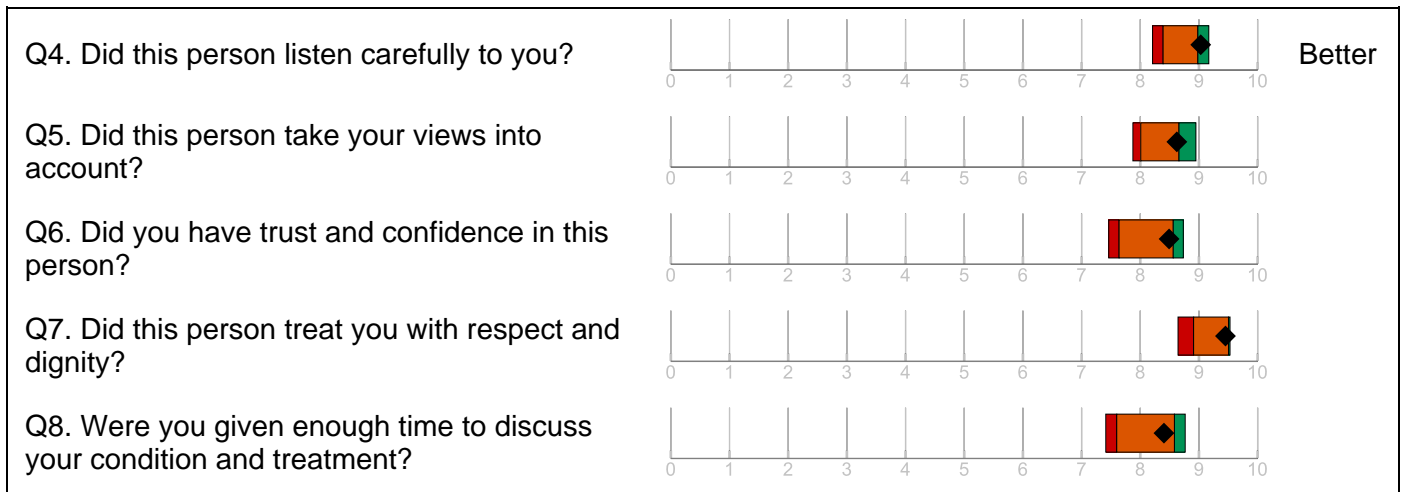 Q4. Did this person listen carefully to you?
Better
0 1 2 3 4 5 6 7 8 9 10
Q5. Did this person take your views into
account?
0 1 2 3 4 5 6 7 8 9 10
Q6. Did you have trust and confidence in this
person?
0 1 2 3 4 5 6 7 8 9 10
Q7. Did this person treat you with respect and
dignity?
0 1 2 3 4 5 6 7 8 9 10
Q8. Were you given enough time to discuss
your condition and treatment?
0 1 2 3 4 5 6 7 8 9 10